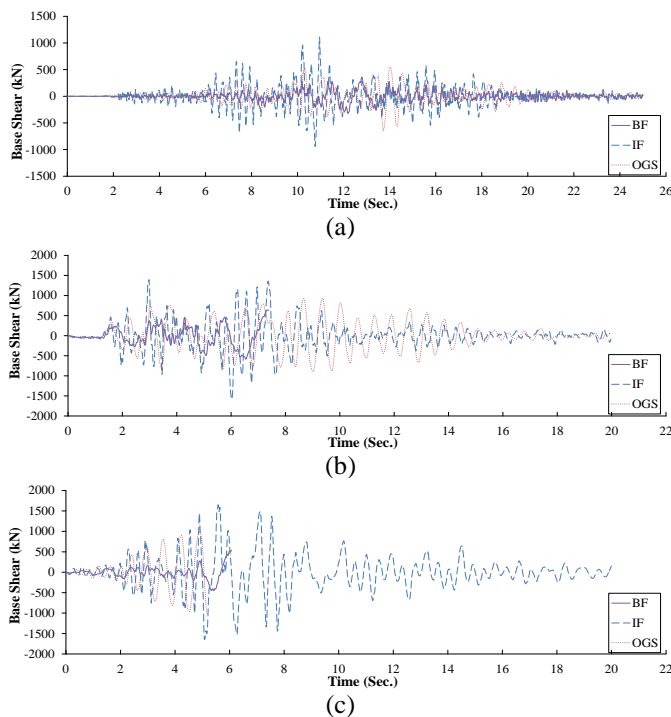 1500
1000
500
0
-500
-1000
-1500
Base Shear (kN)
0 2 4 6 8 10 12 14 16 18 20 22 24 26
Time (Sec.)
BF
IF
OGS
(a)
2000
1500
1000
500
0
-500
-1000
-1500
-2000
Base Shear (kN)
0 2 4 6 8 10 12 14 16 18 20 22
Time (Sec.)
BF
IF
OGS
(b)
2000
1500
1000
500
0
-500
-1000
-1500
-2000
Base Shear (kN)
0 2 4 6 8 10 12 14 16 18 20 22
Time (Sec.)
BF
IF
OGS
(c)